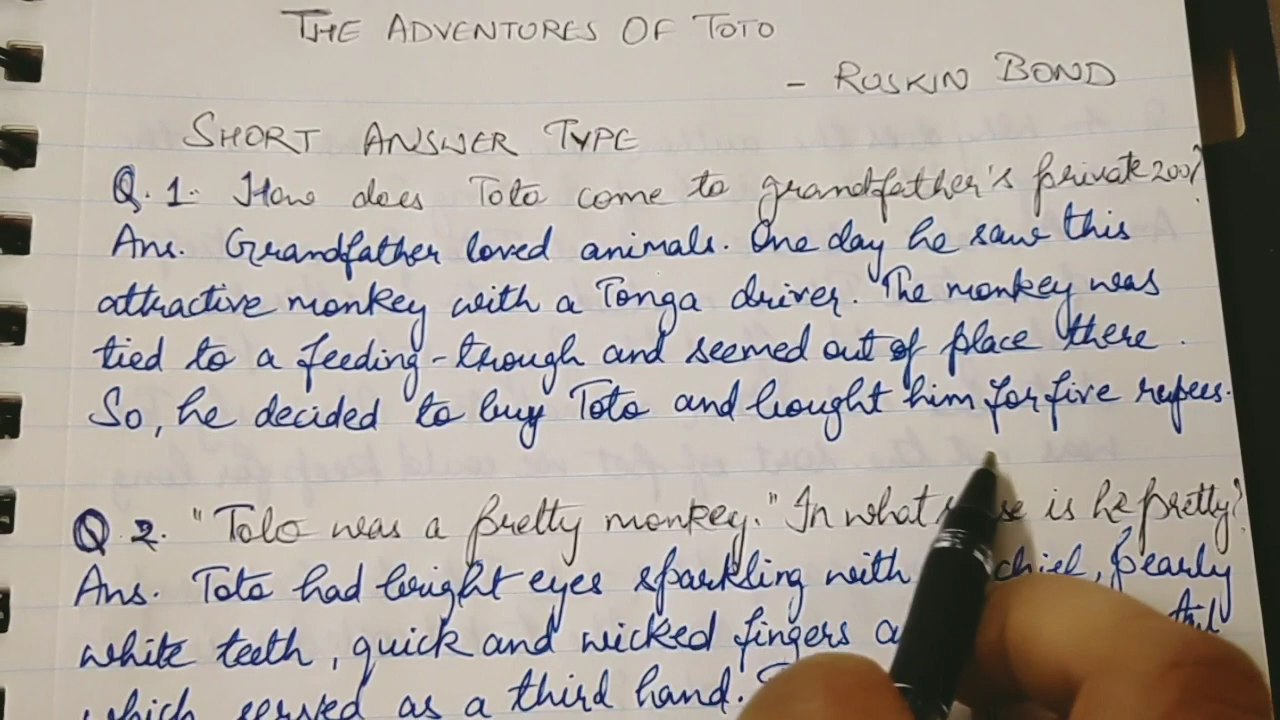 THE ADVENTURES OF TOTO
- RUSKIN BOND
SHORT ANSWER TYPE
Q.1. How does Toto come to grandfather's private zoo?
Ans. Grandfather loved animals. One day he saw this
attractive monkey with a Tonga driver. The monkey was
tied to a feeding-trough and seemed out of place there.
So, he decided to buy Toto and bought him for five rupees.
Q.2. "Toto was a pretty monkey." In what is he pretty?
Ans. Toto had bright eyes sparkling with pearly
white teeth, quick and wicked fingers
which served as a third hand.